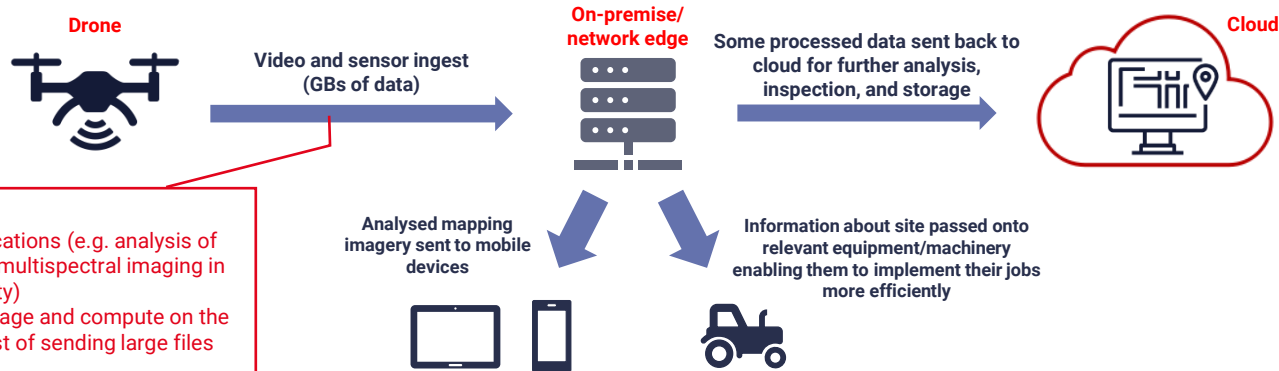 Drone
Video and sensor ingest
(GBs of data)
On-premise/
network edge
Some processed data sent back to
cloud for further analysis,
inspection, and storage
Cloud
cations (e.g. analysis of
multispectral imaging in
ty)
age and compute on the
st of sending large files
Analysed mapping
imagery sent to mobile
devices
Information about site passed onto
relevant equipment/machinery
enabling them to implement their jobs
more efficiently